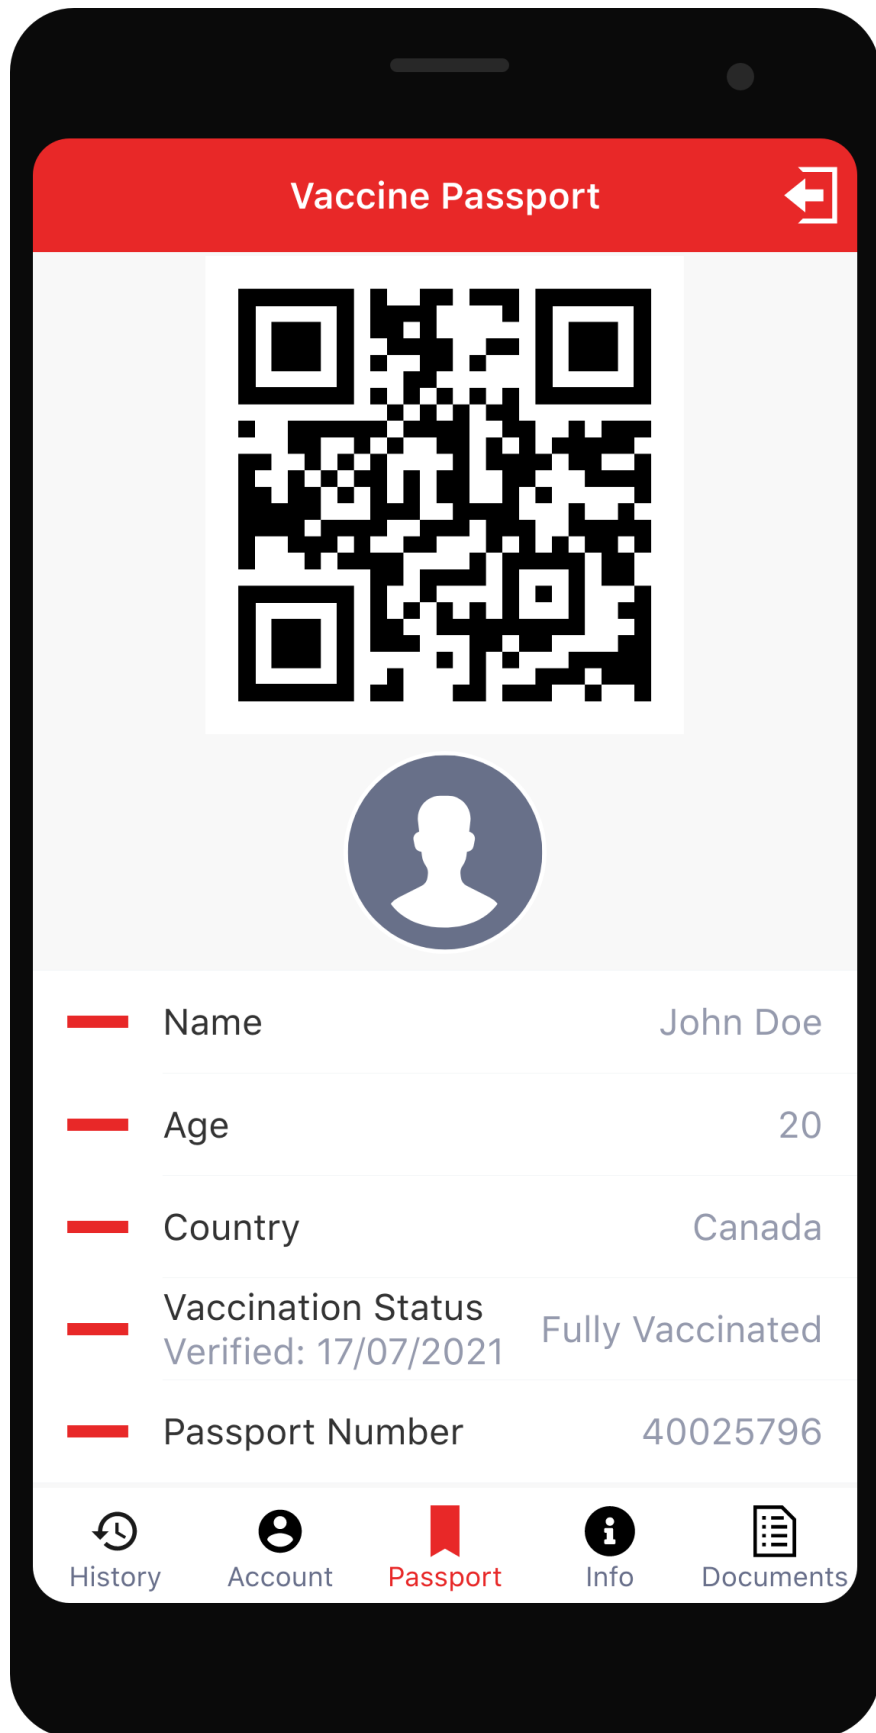 Vaccine Passport
Name John Doe
Age 20
Country Canada
Vaccination Status
Verified: 17/07/2021 Fully Vaccinated
Passport Number 40025796
History Account Passport Info Documents